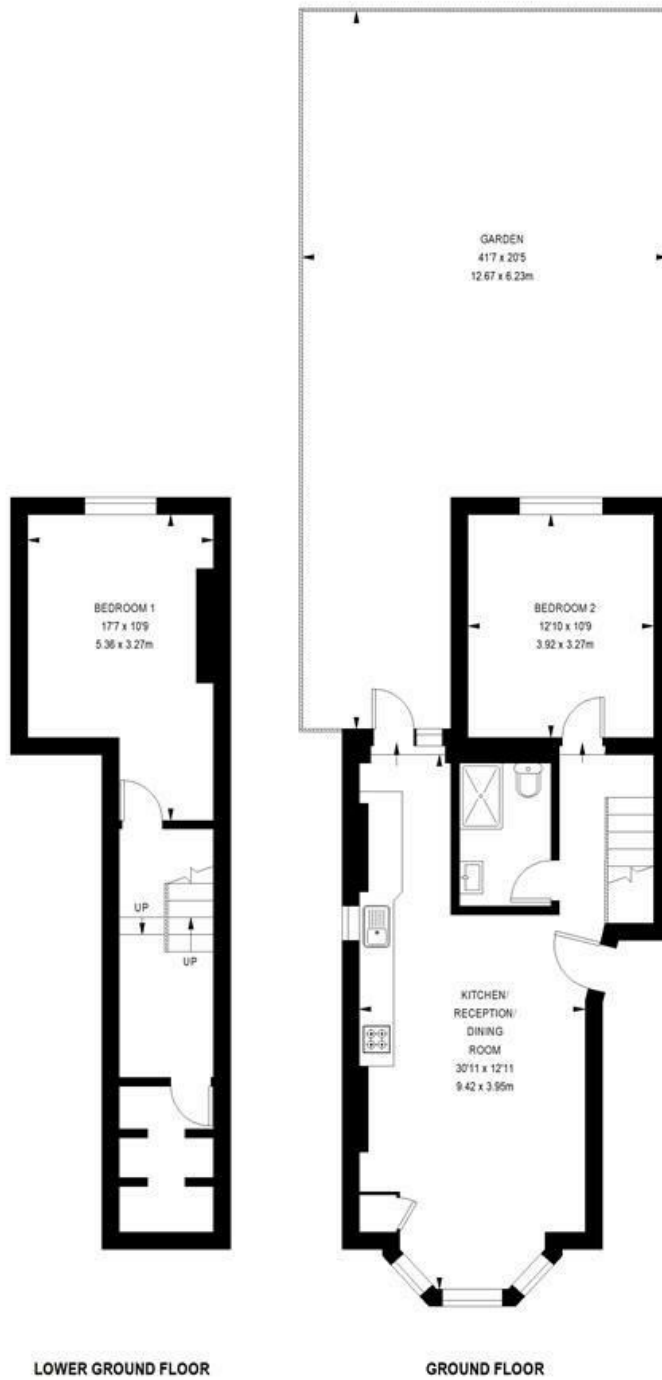 GARDEN
41'7 x 20'5
12.67 x 6.23m
BEDROOM 1
17'7 x 10'9
5.36 x 3.27m
BEDROOM 2
12'10 x 10'9
3.92 x 3.27m
UP
UP
KITCHEN/
RECEPTION/
DINING
ROOM
30'11 x 12'11
9.42 x 3.95m
LOWER GROUND FLOOR
GROUND FLOOR